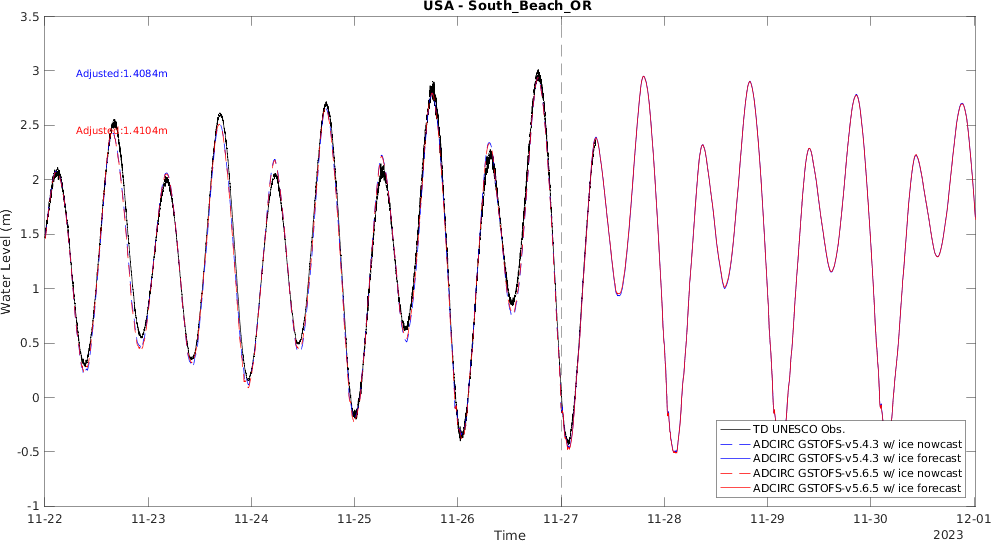 USA - South_Beach_OR
3.5
3
2.5
2
1.5
1
0.5
0
-0.5
-1
Water Level (m)
Adjusted:1.4084m
Adjusted:1.4104m
TD UNESCO Obs.
ADCIRC GSTOFS-v5.4.3 w/ ice nowcast
ADCIRC GSTOFS-v5.4.3 w/ ice forecast
ADCIRC GSTOFS-v5.6.5 w/ ice nowcast
ADCIRC GSTOFS-v5.6.5 w/ ice forecast
11-22 11-23 11-24 11-25 11-26 11-27 11-28 11-29 11-30 12-01
Time
2023